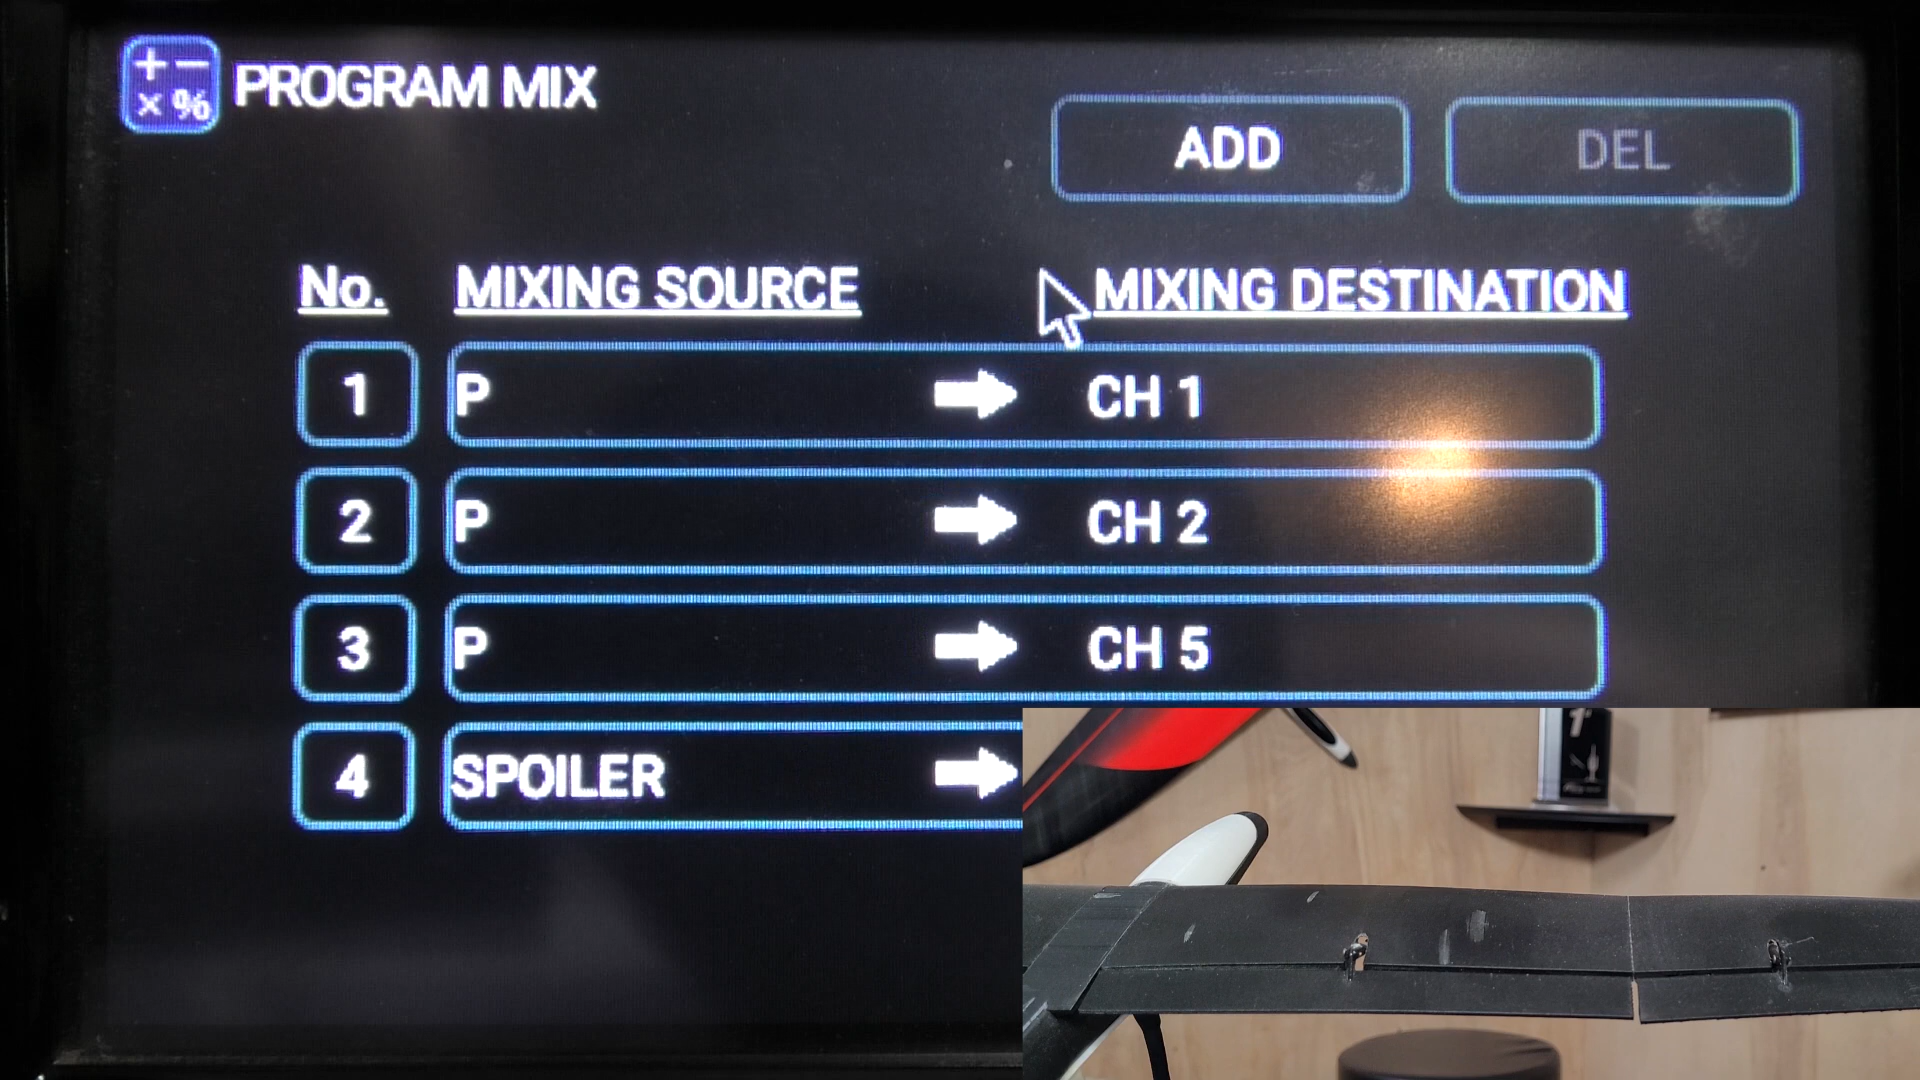 + − × %
PROGRAM MIX
ADD
DEL
No. MIXING SOURCE MIXING DESTINATION
1 P CH 1
2 P CH 2
3 P CH 5
4 SPOILER